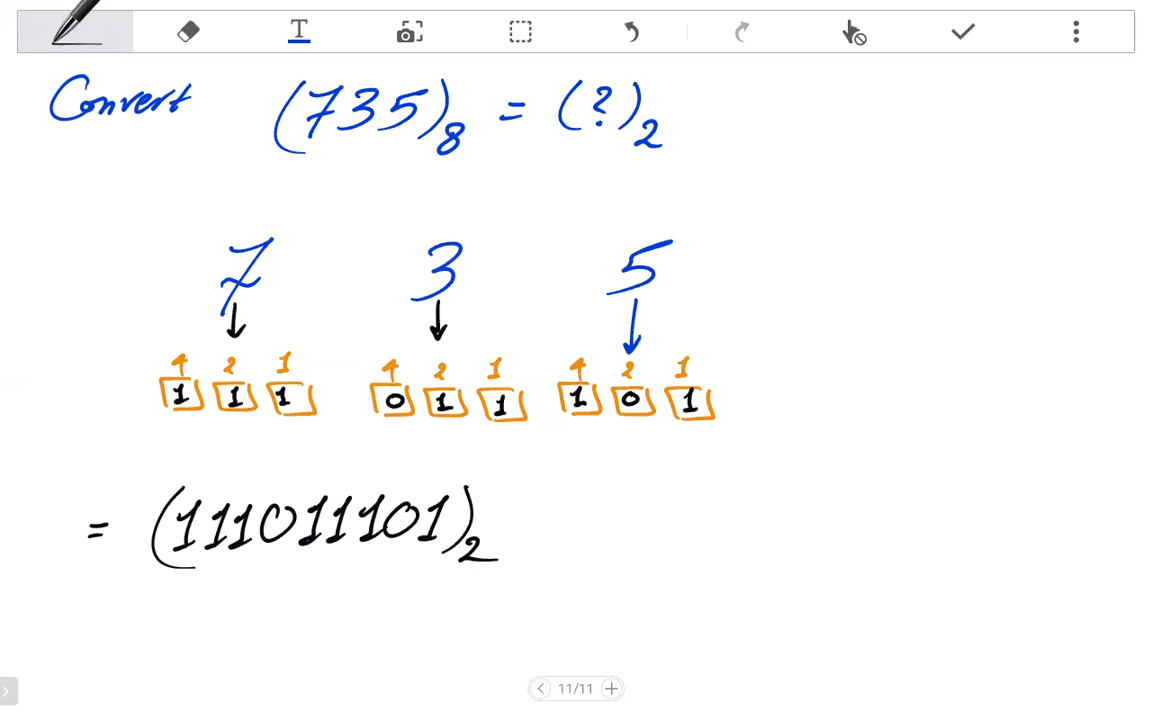 T
Convert (735)8 = (?)2
7 3 5
4 2 1 4 2 1 4 2 1
1 1 1 0 1 1 1 0 1
= (111011101)2
11/11